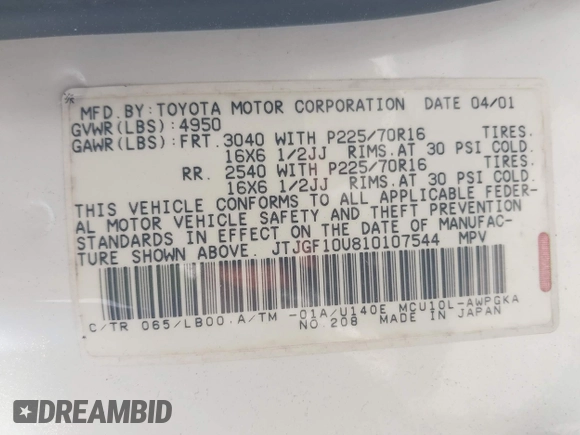 MFD.BY:TOYOTA MOTOR CORPORATION DATE 04/01
GVWR(LBS):4950
GAWR(LBS):FRT.3040 WITH P225/70R16 TIRES.
16X6 1/2JJ RIMS.AT 30 PSI COLD.
RR. 2540 WITH P225/70R16 TIRES.
16X6 1/2JJ RIMS.AT 30 PSI COLD.
THIS VEHICLE CONFORMS TO ALL APPLICABLE FEDER-
AL MOTOR VEHICLE SAFETY AND THEFT PREVENTION
STANDARDS IN EFFECT ON THE DATE OF MANUFAC-
TURE SHOWN ABOVE. JTJGF10U810107544 MPV
C/TR 065/LB00.A/TM -01A/U140E MCU10L-AWPGKA
NO.208 MADE IN JAPAN
DREAMBID